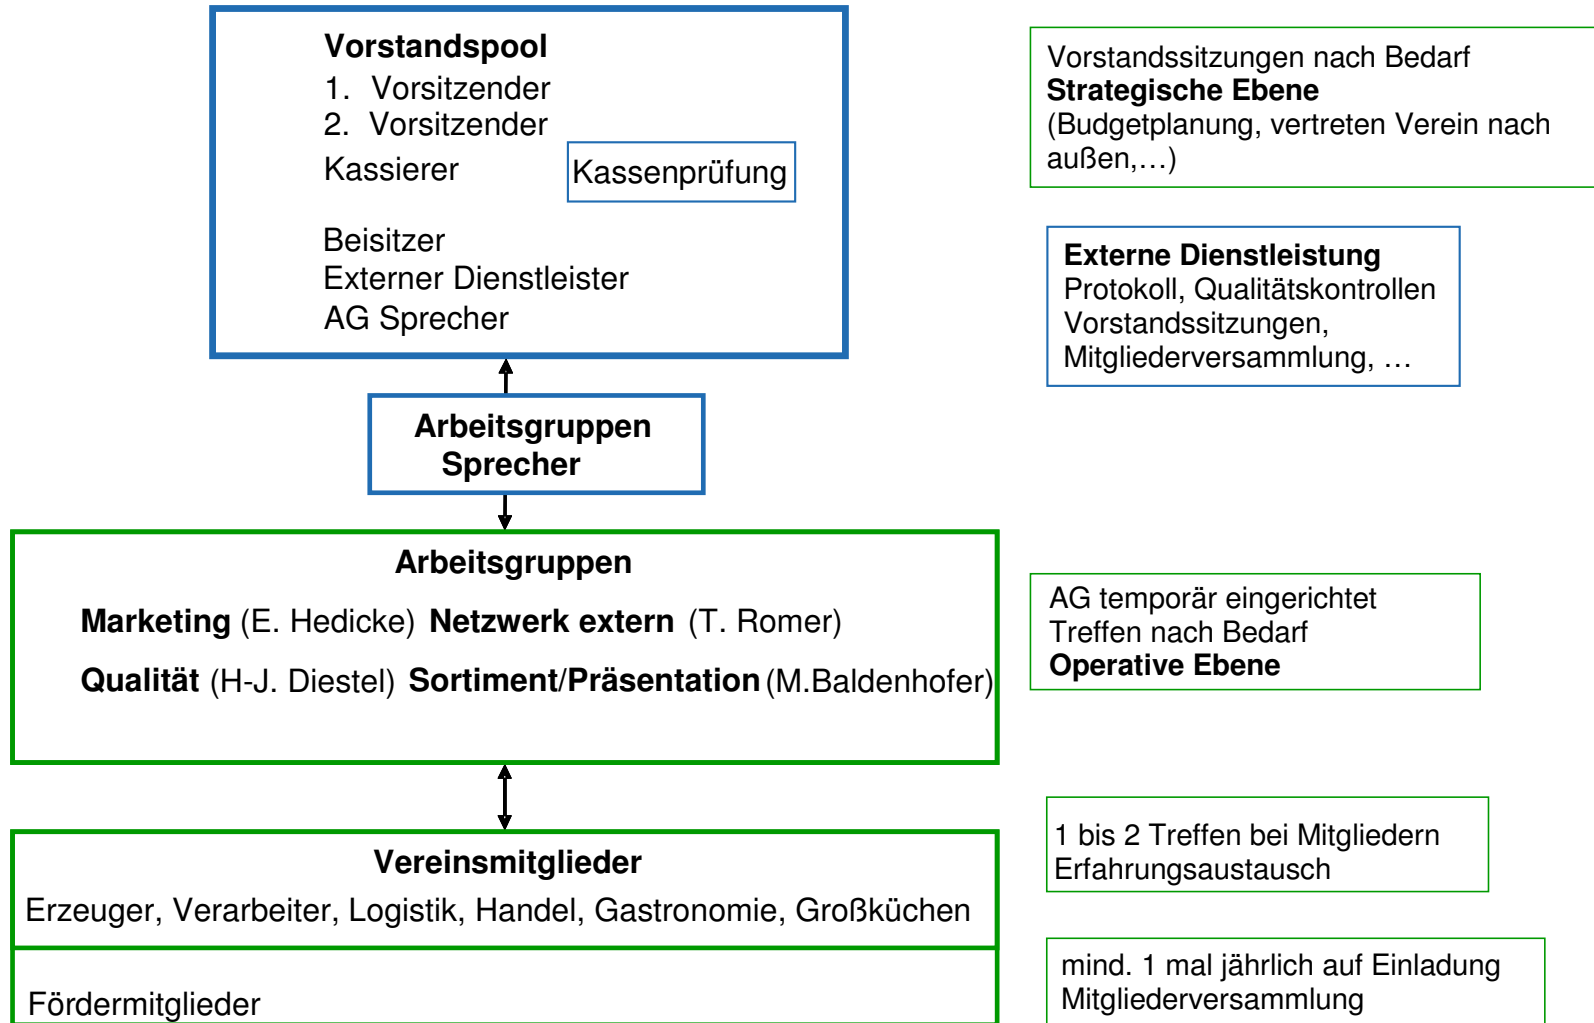 Vorstandspool
1. Vorsitzender
2. Vorsitzender
Kassierer
Kassenprüfung
Beisitzer
Externer Dienstleister
AG Sprecher
Vorstandssitzungen nach Bedarf
Strategische Ebene
(Budgetplanung, vertreten Verein nach
außen,…)
Externe Dienstleistung
Protokoll, Qualitätskontrollen
Vorstandssitzungen,
Mitgliederversammlung, …
Arbeitsgruppen
Sprecher
Arbeitsgruppen
Marketing (E. Hedicke) Netzwerk extern (T. Romer)
Qualität (H-J. Diestel) Sortiment/Präsentation (M.Baldenhofer)
AG temporär eingerichtet
Treffen nach Bedarf
Operative Ebene
Vereinsmitglieder
Erzeuger, Verarbeiter, Logistik, Handel, Gastronomie, Großküchen
1 bis 2 Treffen bei Mitgliedern
Erfahrungsaustausch
Fördermitglieder
mind. 1 mal jährlich auf Einladung
Mitgliederversammlung